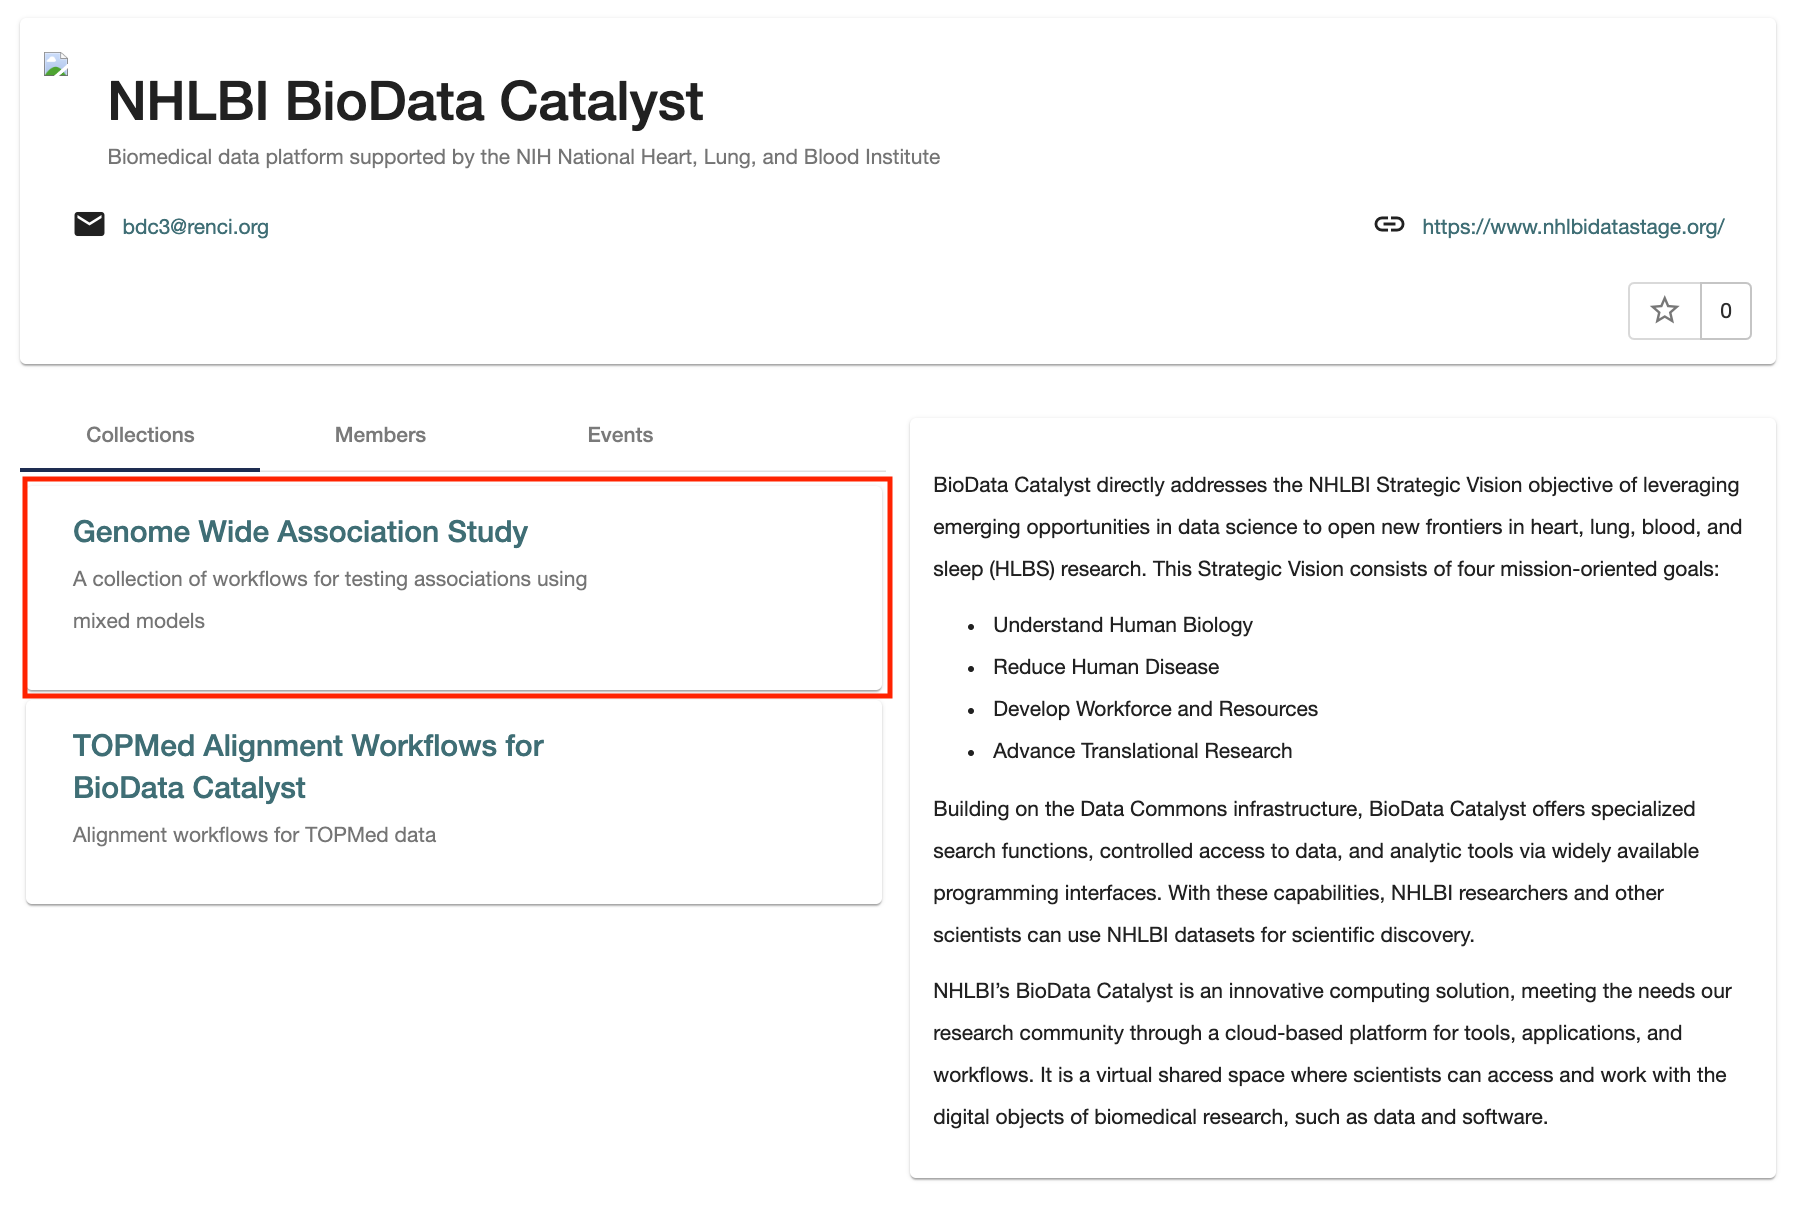 NHLBI BioData Catalyst
Biomedical data platform supported by the NIH National Heart, Lung, and Blood Institute
bdc3@renci.org
https://www.nhlbidatastage.org/
0
Collections
Members
Events
Genome Wide Association Study
A collection of workflows for testing associations using
mixed models
TOPMed Alignment Workflows for
BioData Catalyst
Alignment workflows for TOPMed data
BioData Catalyst directly addresses the NHLBI Strategic Vision objective of leveraging
emerging opportunities in data science to open new frontiers in heart, lung, blood, and
sleep (HLBS) research. This Strategic Vision consists of four mission-oriented goals:
• Understand Human Biology
• Reduce Human Disease
• Develop Workforce and Resources
• Advance Translational Research
Building on the Data Commons infrastructure, BioData Catalyst offers specialized
search functions, controlled access to data, and analytic tools via widely available
programming interfaces. With these capabilities, NHLBI researchers and other
scientists can use NHLBI datasets for scientific discovery.
NHLBI’s BioData Catalyst is an innovative computing solution, meeting the needs our
research community through a cloud-based platform for tools, applications, and
workflows. It is a virtual shared space where scientists can access and work with the
digital objects of biomedical research, such as data and software.